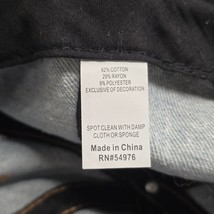 62% COTTON
29% RAYON
9% POLYESTER
EXCLUSIVE OF DECORATION
SPOT CLEAN WITH DAMP
CLOTH OR SPONGE
Made in China
RN#54976